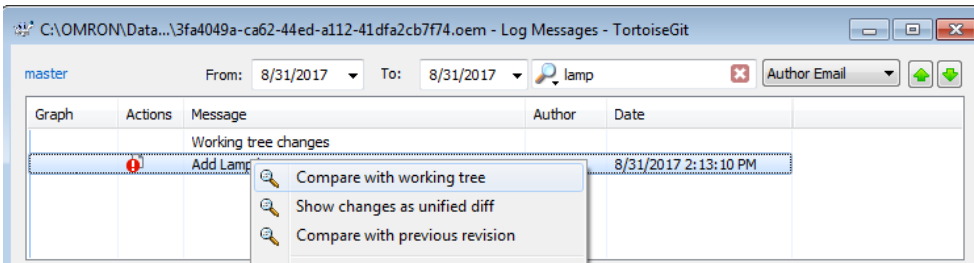 C:\OMRON\Data...\3fa4049a-ca62-44ed-a112-41dfa2cb7f74.oem - Log Messages - TortoiseGit
master From: 8/31/2017 To: 8/31/2017 lamp Author Email
Graph Actions Message Author Date
Working tree changes
Add Lamp 8/31/2017 2:13:10 PM
Compare with working tree
Show changes as unified diff
Compare with previous revision